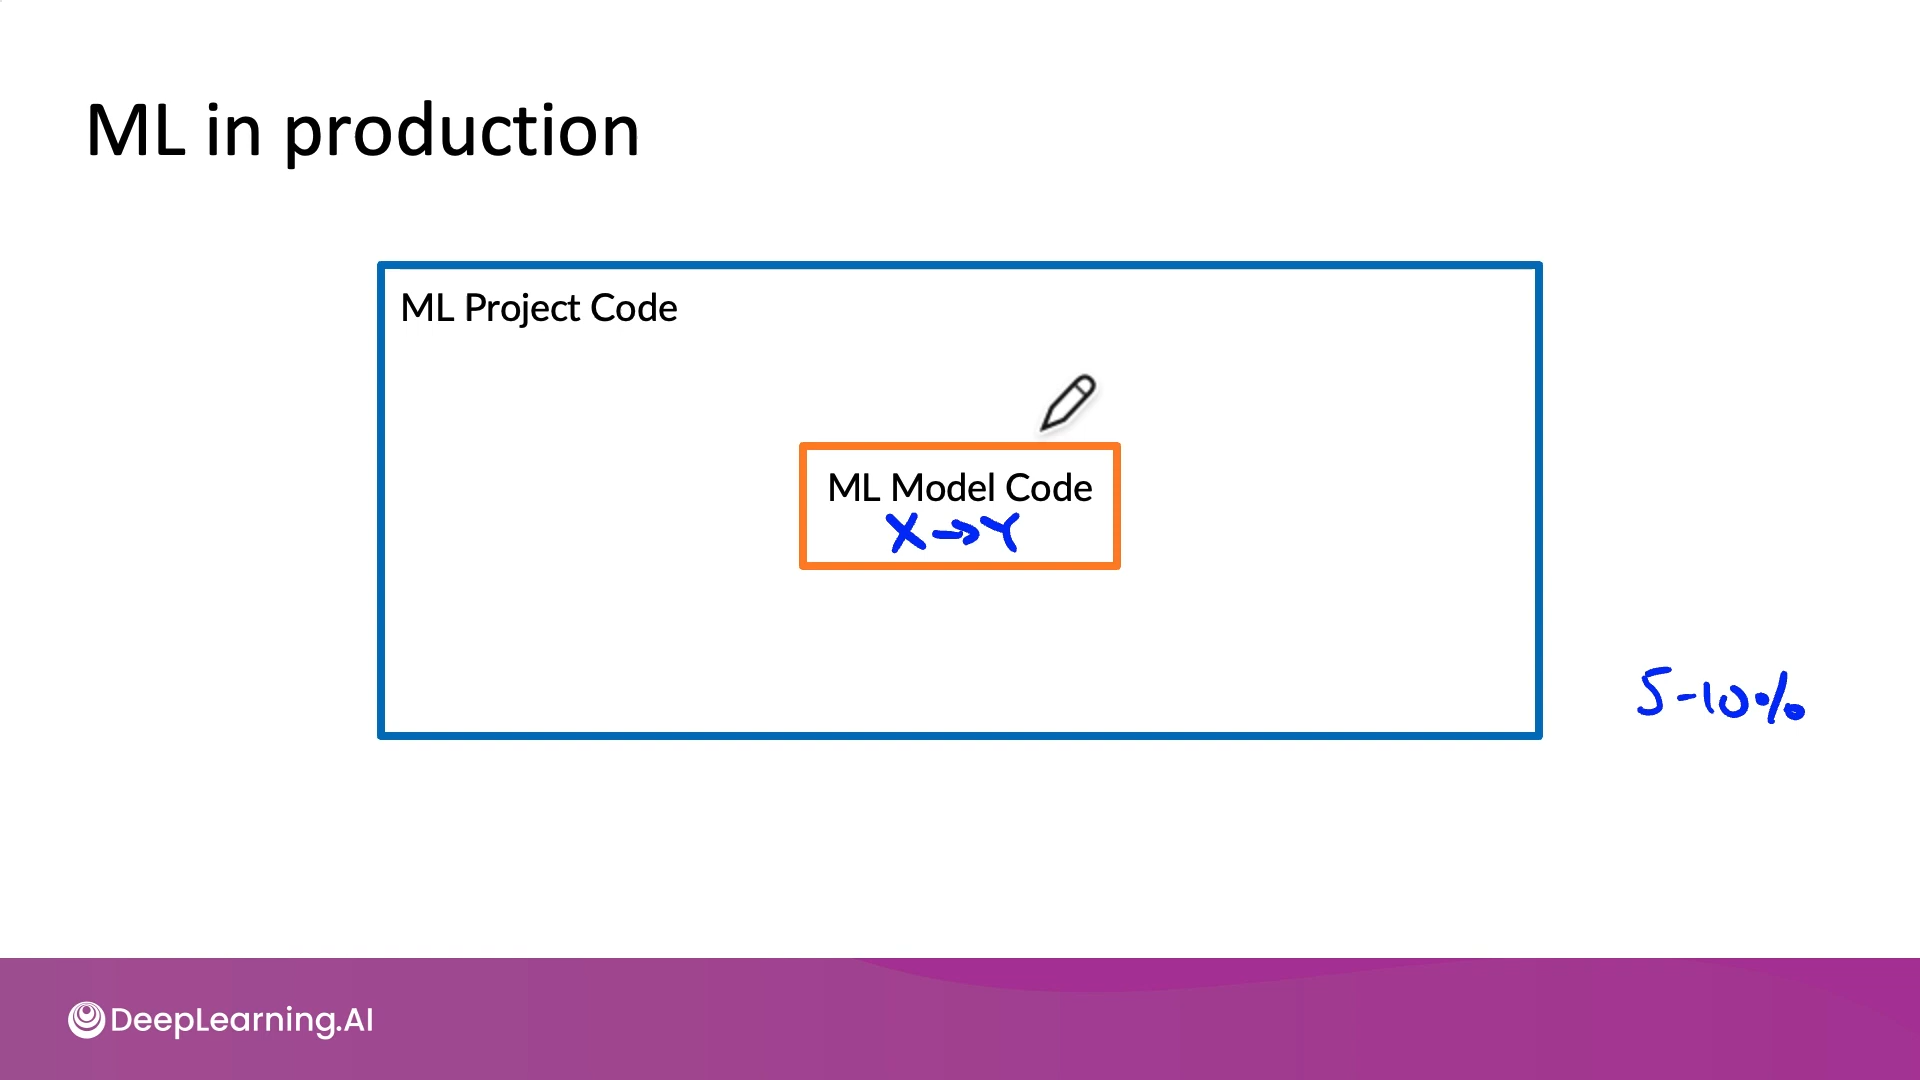 ML in production
ML Project Code
ML Model Code
X→Y
5-10%
DeepLearning.AI